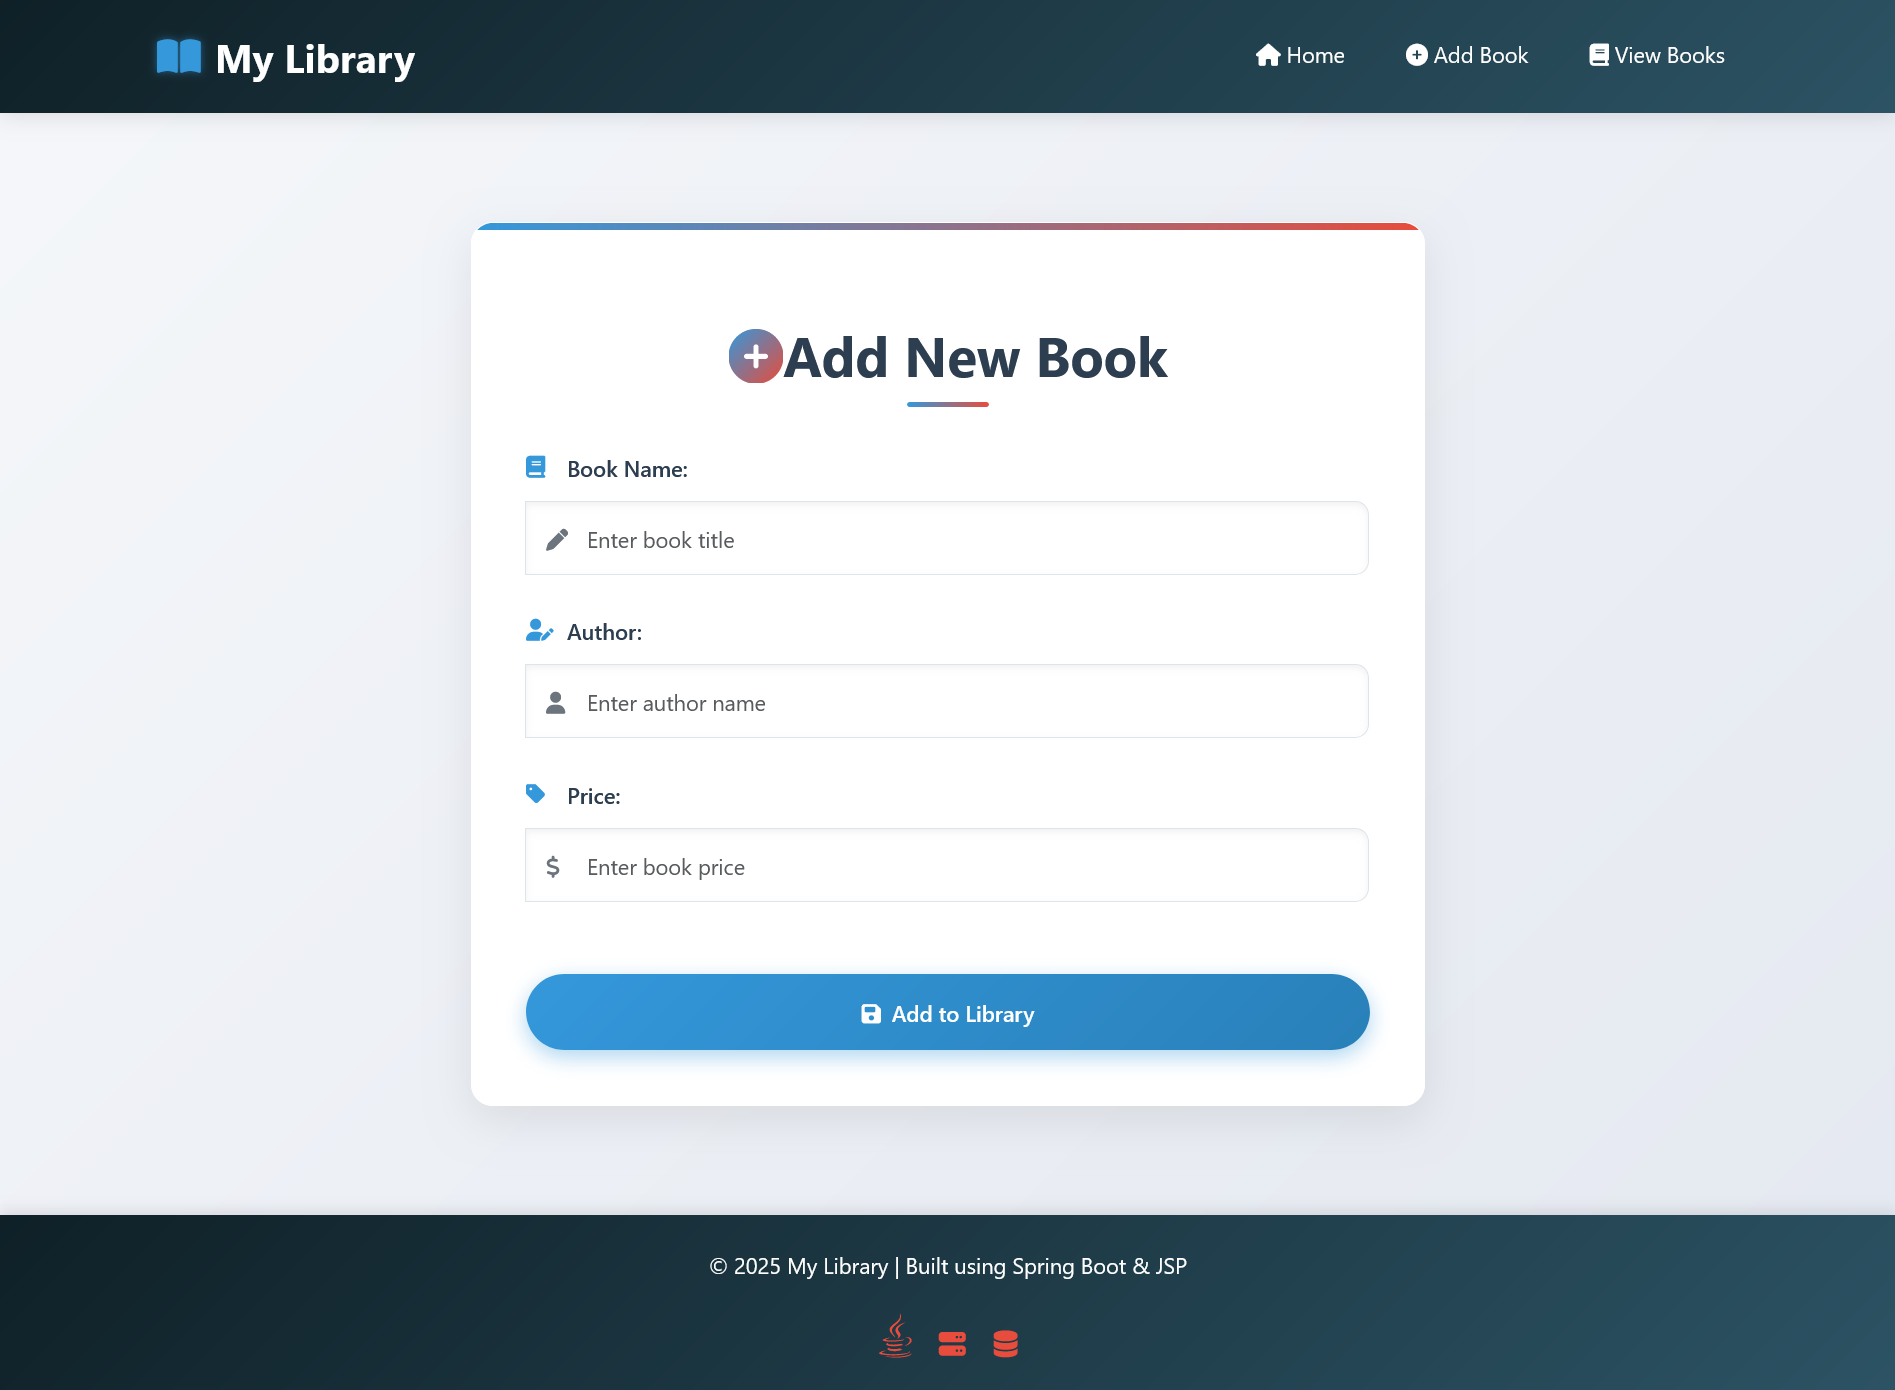 My Library
Home
Add Book
View Books
Add New Book
Book Name:
Enter book title
Author:
Enter author name
Price:
$ Enter book price
Add to Library
© 2025 My Library | Built using Spring Boot & JSP